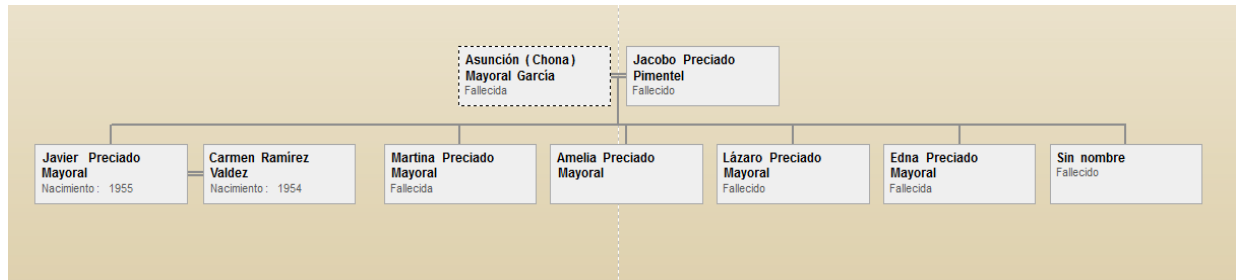 Asunción (Chona)
Mayoral García
Fallecida
Jacobo Preciado
Pimentel
Fallecido
Javier Preciado
Mayoral
Nacimiento : 1955
Carmen Ramírez
Valdez
Nacimiento : 1954
Martina Preciado
Mayoral
Fallecida
Amelia Preciado
Mayoral
Lázaro Preciado
Mayoral
Fallecido
Edna Preciado
Mayoral
Fallecida
Sin nombre
Fallecido